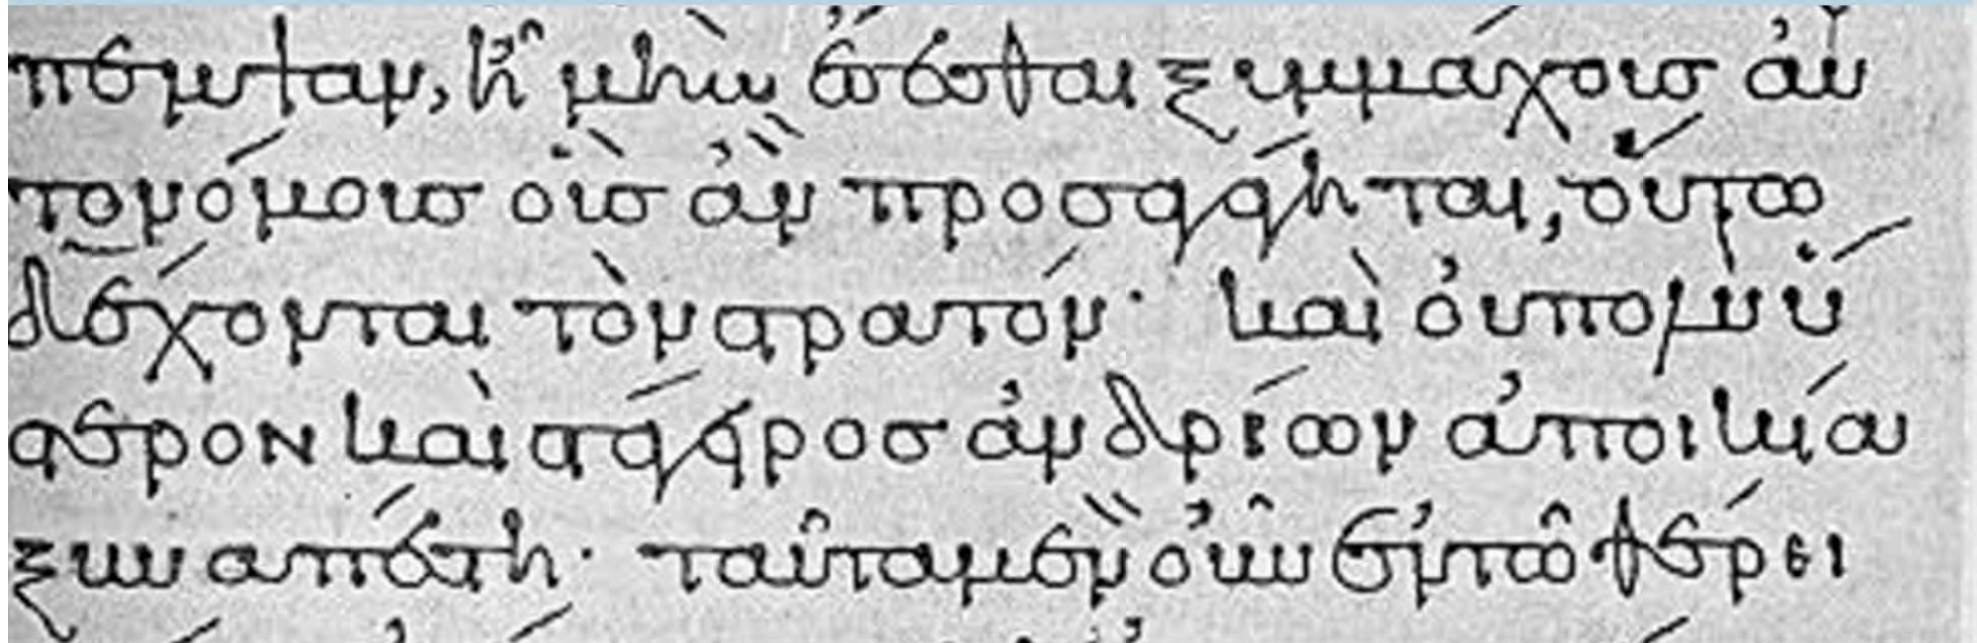 πεμψαν, ἦ μὴν ἔσεσθαι ξυμμάχουσ αὐ
τονόμουσ οὓσ ἂν προσαγάγηται, οὕτω
δέχονται τὸν στρατόν· καὶ οὐ πολὺ ὕ
στερον καὶ στάγειροσ ἀνδρίων ἀποικία
ξυναπέστη· ταῦτα μὲν οὖν ἐν τῶ θέρει